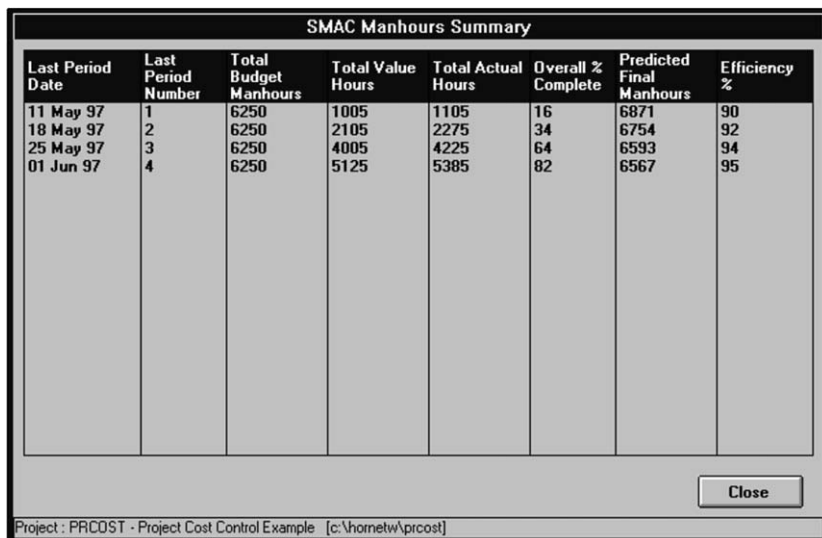 SMAC Manhours Summary
Last Period Date Last Period Number Total Budget Manhours Total Value Hours Total Actual Hours Overall % Complete Predicted Final Manhours Efficiency %
11 May 97 1 6250 1005 1105 16 6871 90
18 May 97 2 6250 2105 2275 34 6754 92
25 May 97 3 6250 4005 4225 64 6593 94
01 Jun 97 4 6250 5125 5385 82 6567 95
Close
Project : PRCOST - Project Cost Control Example [c:\hornetw\prcost]